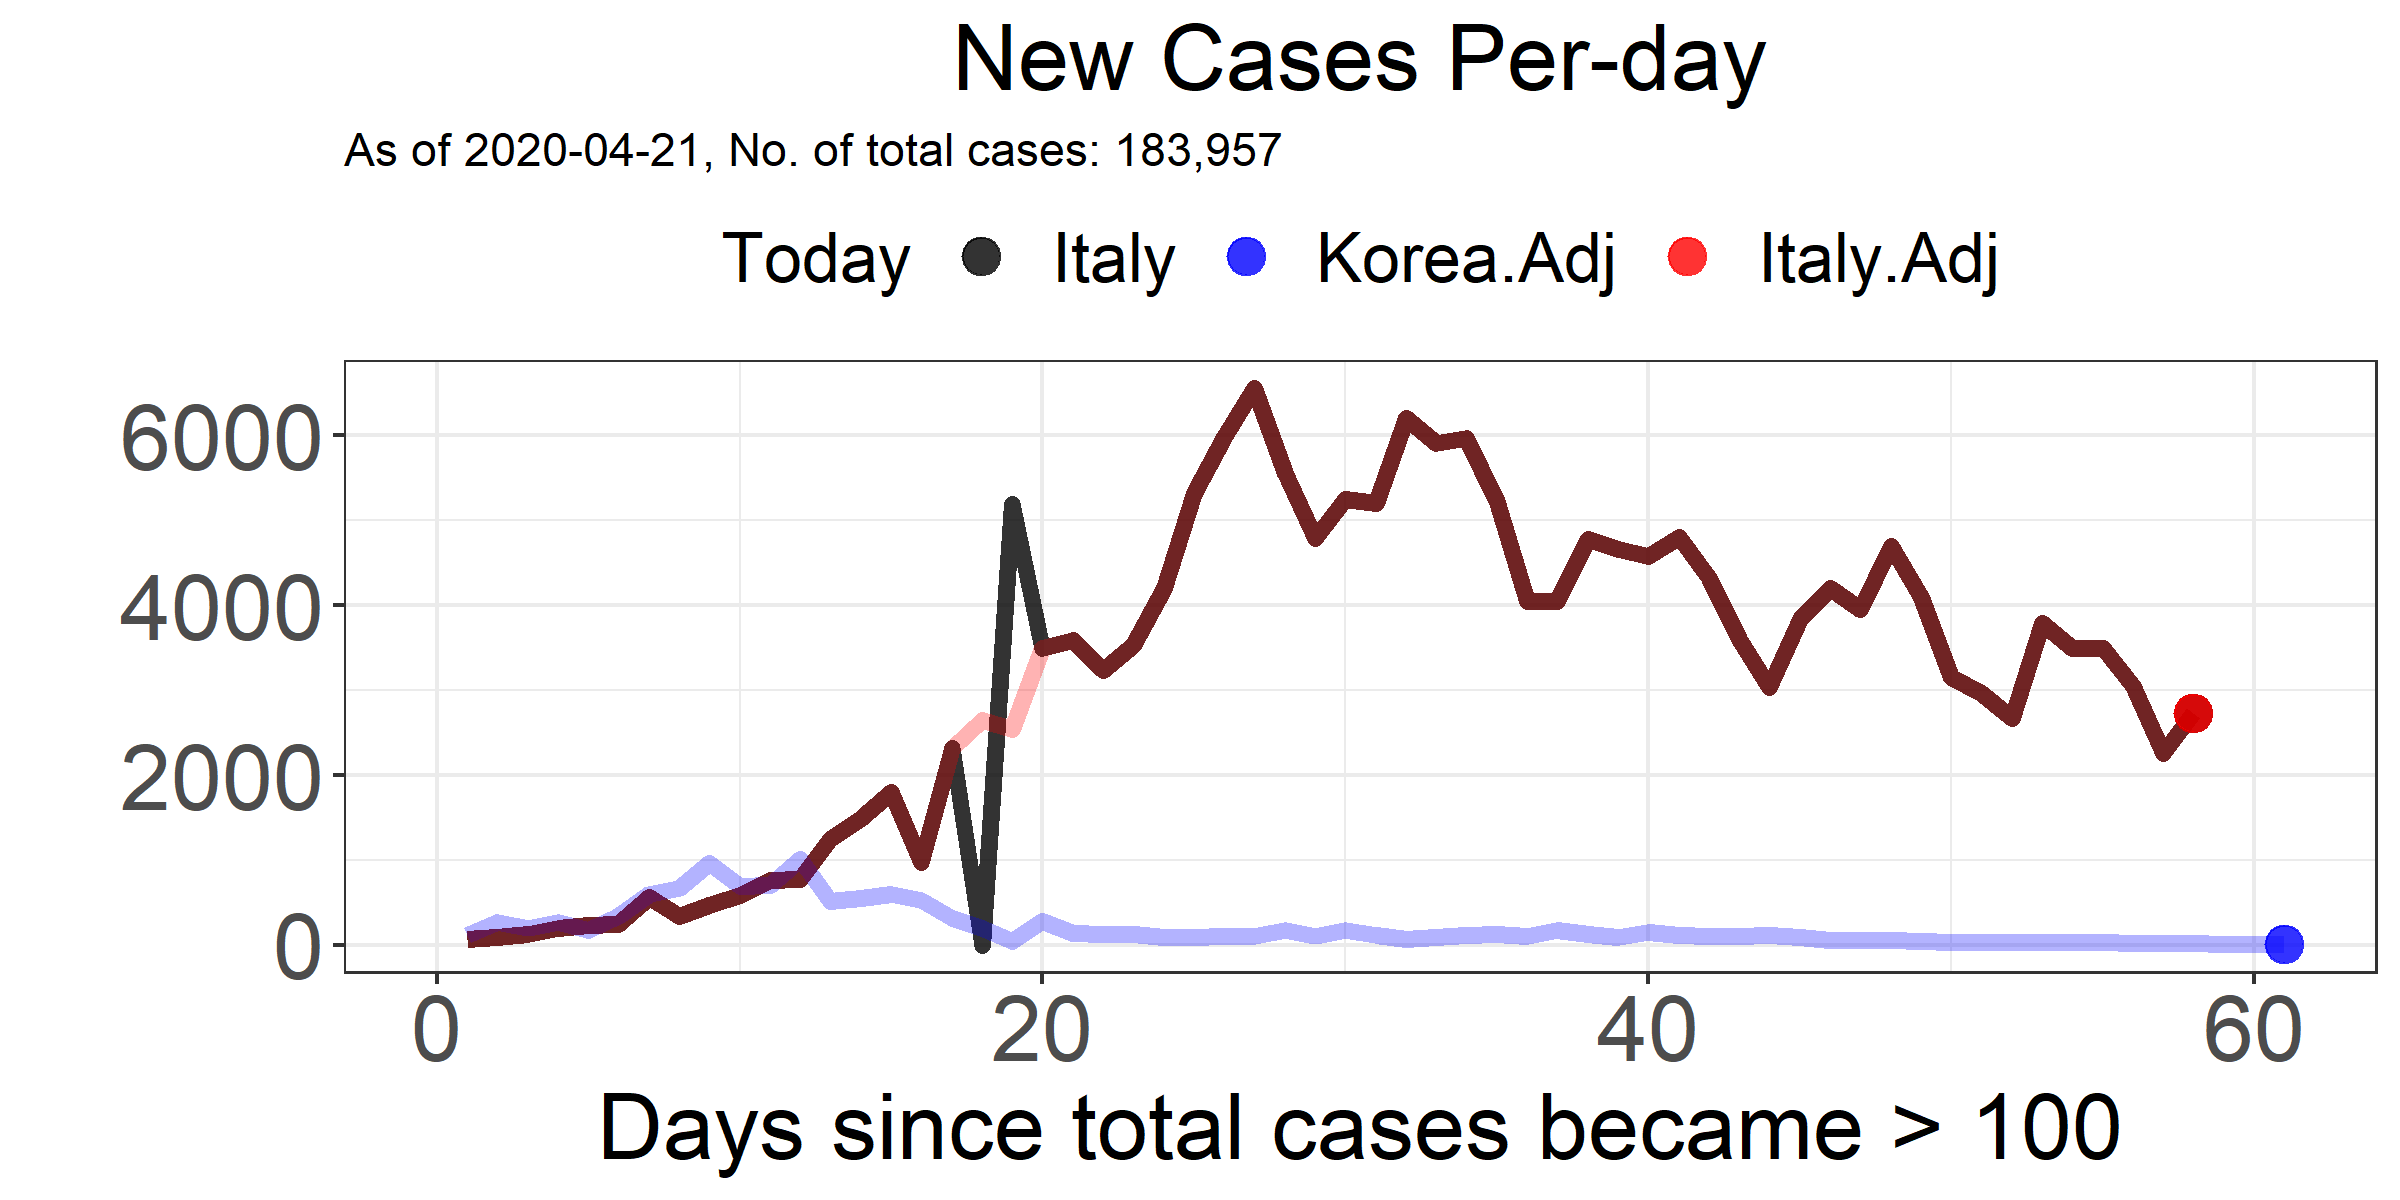 New Cases Per-day
As of 2020-04-21, No. of total cases: 183,957
Today Italy Korea.Adj Italy.Adj
6000
4000
2000
0
0 20 40 60
Days since total cases became > 100